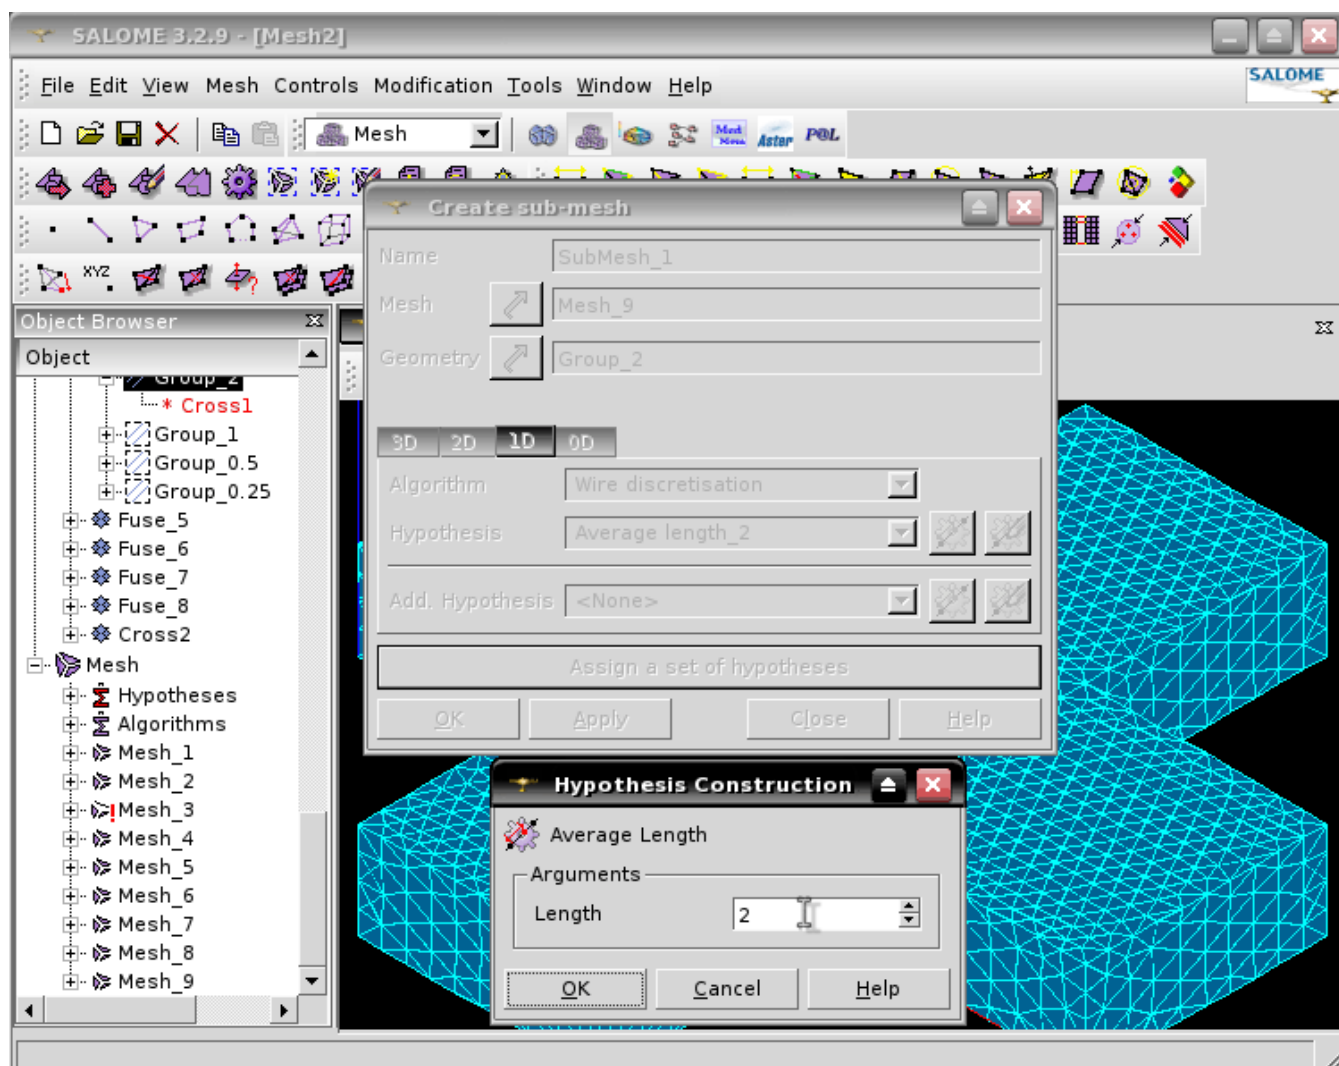 SALOME 3.2.9 - [Mesh2]
File Edit View Mesh Controls Modification Tools Window Help
SALOME
Mesh
Med
Aster
P@L
Create sub-mesh
Name
SubMesh_1
XYZ
Mesh
Mesh_9
Geometry
Group_2
Object Browser
Object
Group_2
* Cross1
Group_1
Group_0.5
Group_0.25
Fuse_5
Fuse_6
Fuse_7
Fuse_8
Cross2
Mesh
Hypotheses
Algorithms
Mesh_1
Mesh_2
Mesh_3
Mesh_4
Mesh_5
Mesh_6
Mesh_7
Mesh_8
Mesh_9
3D 2D 1D 0D
Algorithm
Wire discretisation
Hypothesis
Average length_2
Add. Hypothesis
<None>
Assign a set of hypotheses
OK Apply Close Help
Hypothesis Construction
Average Length
Arguments
Length
2
OK Cancel Help